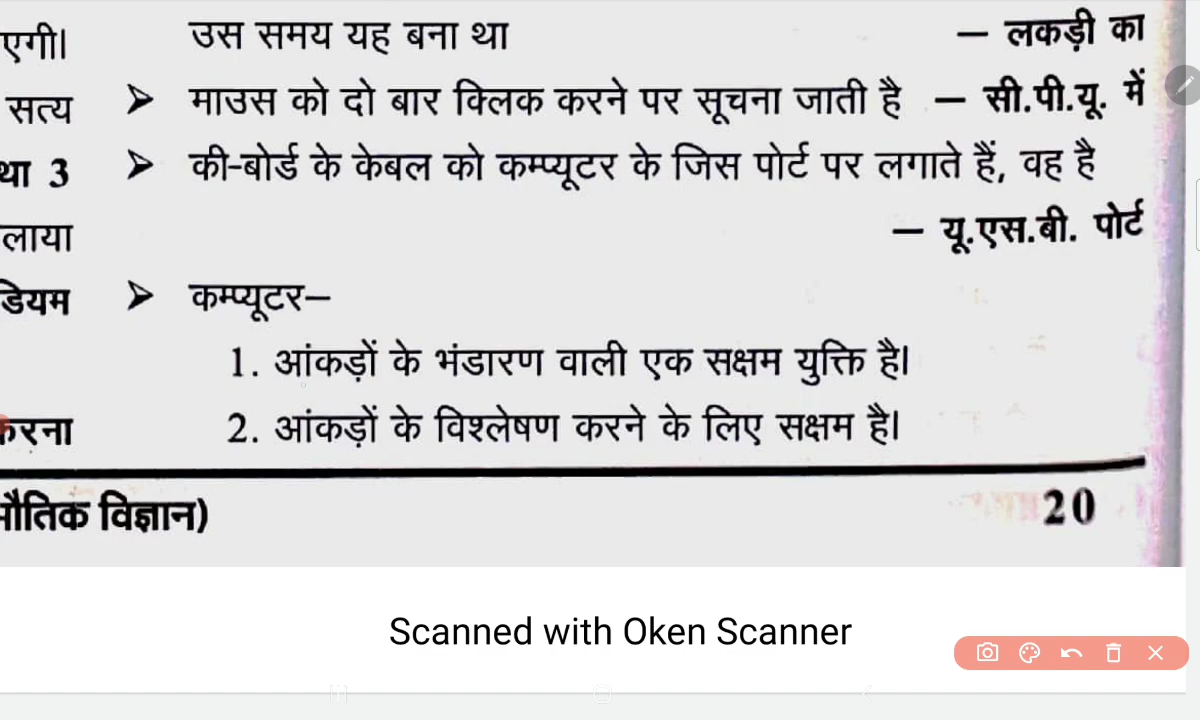 एगी।
सत्य
था 3
लाया
डियम
करना
उस समय यह बना था — लकड़ी का
➤ माउस को दो बार क्लिक करने पर सूचना जाती है — सी.पी.यू. में
➤ की-बोर्ड के केबल को कम्प्यूटर के जिस पोर्ट पर लगाते हैं, वह है
— यू.एस.बी. पोर्ट
➤ कम्प्यूटर–
1. आंकड़ों के भंडारण वाली एक सक्षम युक्ति है।
2. आंकड़ों के विश्लेषण करने के लिए सक्षम है।
भौतिक विज्ञान) 20
Scanned with Oken Scanner